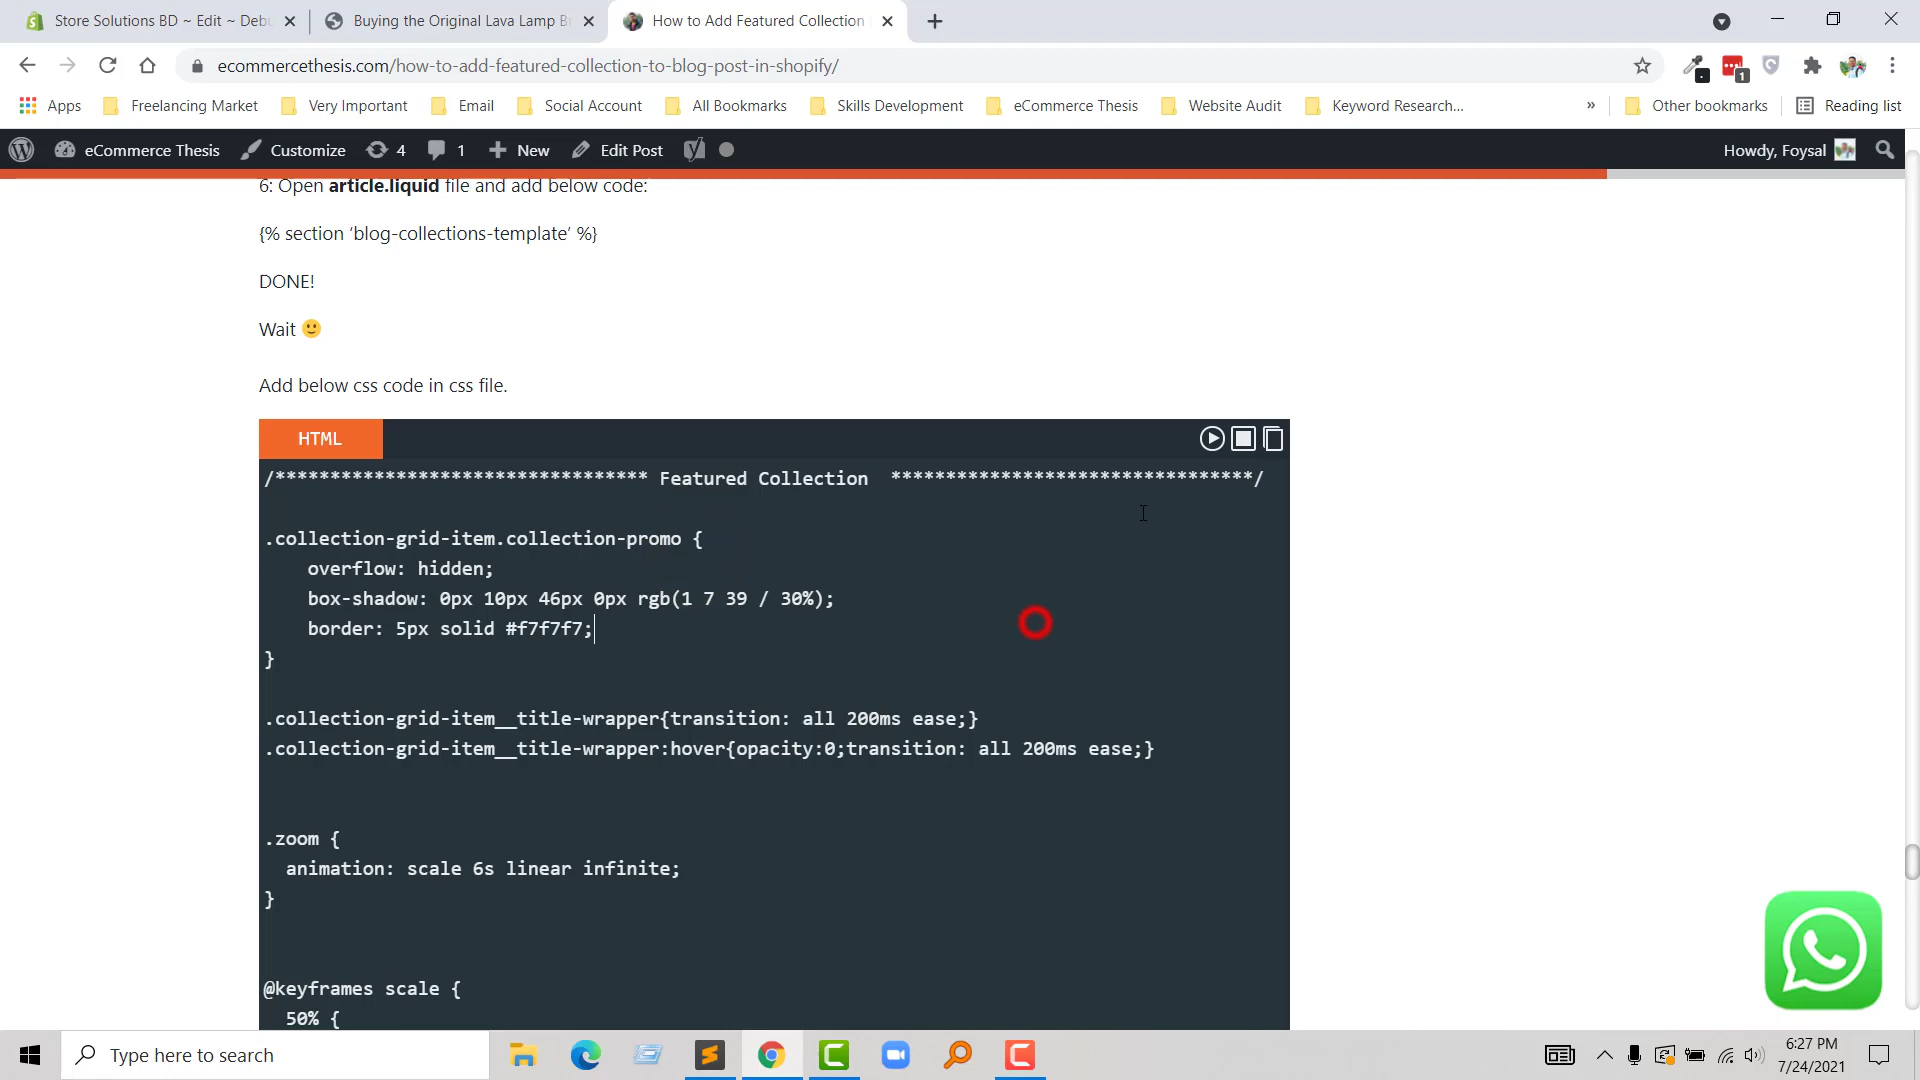 Store Solutions BD ~ Edit ~ Debu
Buying the Original Lava Lamp B
How to Add Featured Collection
ecommercethesis.com/how-to-add-featured-collection-to-blog-post-in-shopify/
1
Apps
Freelancing Market
Very Important
Email
Social Account
All Bookmarks
Skills Development
eCommerce Thesis
Website Audit
Keyword Research...
»
Other bookmarks
Reading list
eCommerce Thesis
Customize
4
1
New
Edit Post
Howdy, Foysal
6: Open article.liquid file and add below code:
{% section ‘blog-collections-template’ %}
DONE!
Wait 🙂
Add below css code in css file.
HTML
/********************************** Featured Collection  *********************************/
.collection-grid-item.collection-promo {
overflow: hidden;
box-shadow: 0px 10px 46px 0px rgb(1 7 39 / 30%);
border: 5px solid #f7f7f7;
}
.collection-grid-item__title-wrapper{transition: all 200ms ease;}
.collection-grid-item__title-wrapper:hover{opacity:0;transition: all 200ms ease;}
.zoom {
animation: scale 6s linear infinite;
}
@keyframes scale {
50% {
Type here to search
6:27 PM
7/24/2021